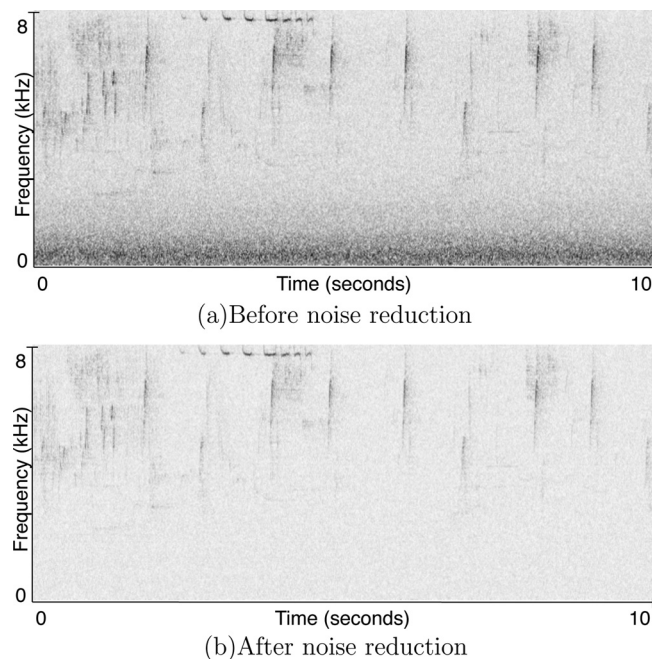 8
Frequency (kHz)
0
0
Time (seconds)
10
(a)Before noise reduction
8
Frequency (kHz)
0
0
Time (seconds)
10
(b)After noise reduction